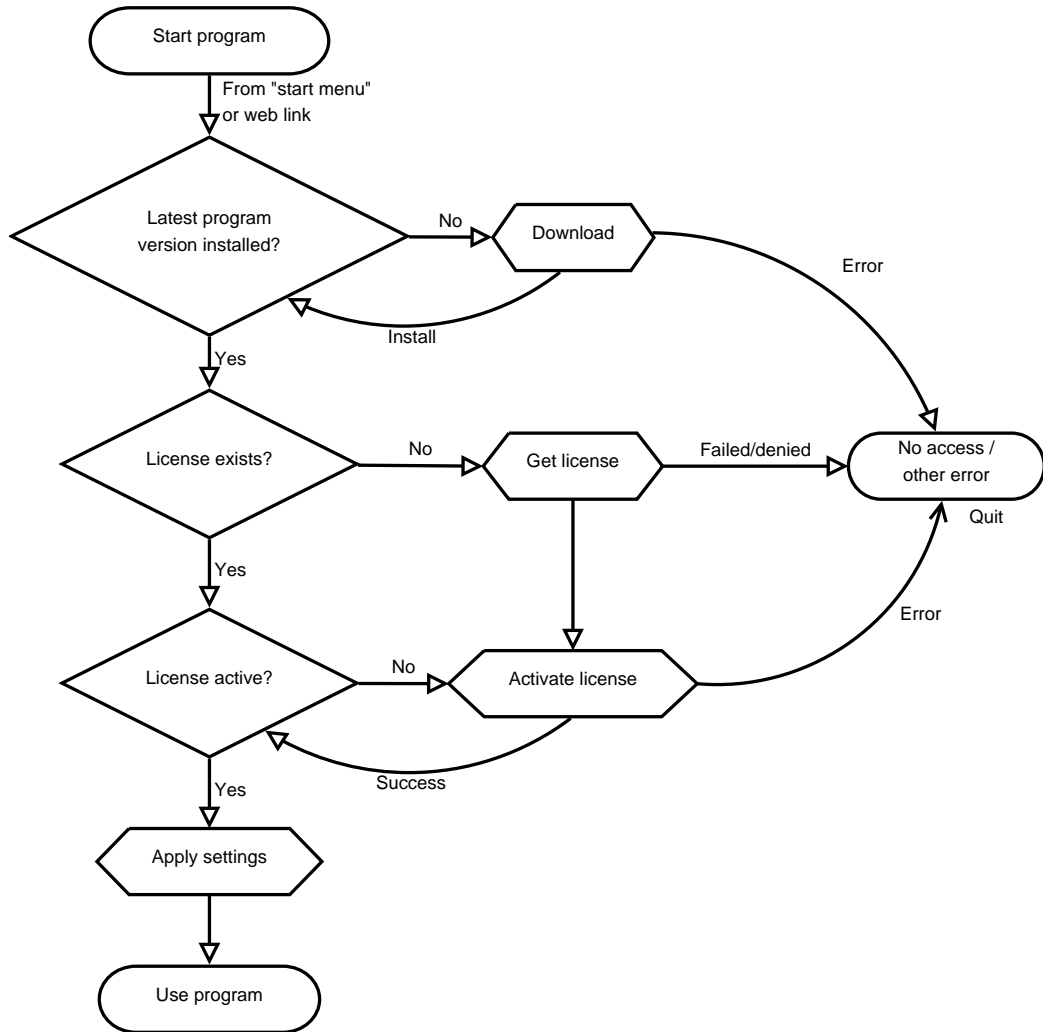 Start program
From "start menu"
or web link
Latest program
version installed?
No
Download
Error
Install
Yes
License exists?
No
Get license
Failed/denied
No access /
other error
Quit
Yes
Error
License active?
No
Activate license
Success
Yes
Apply settings
Use program